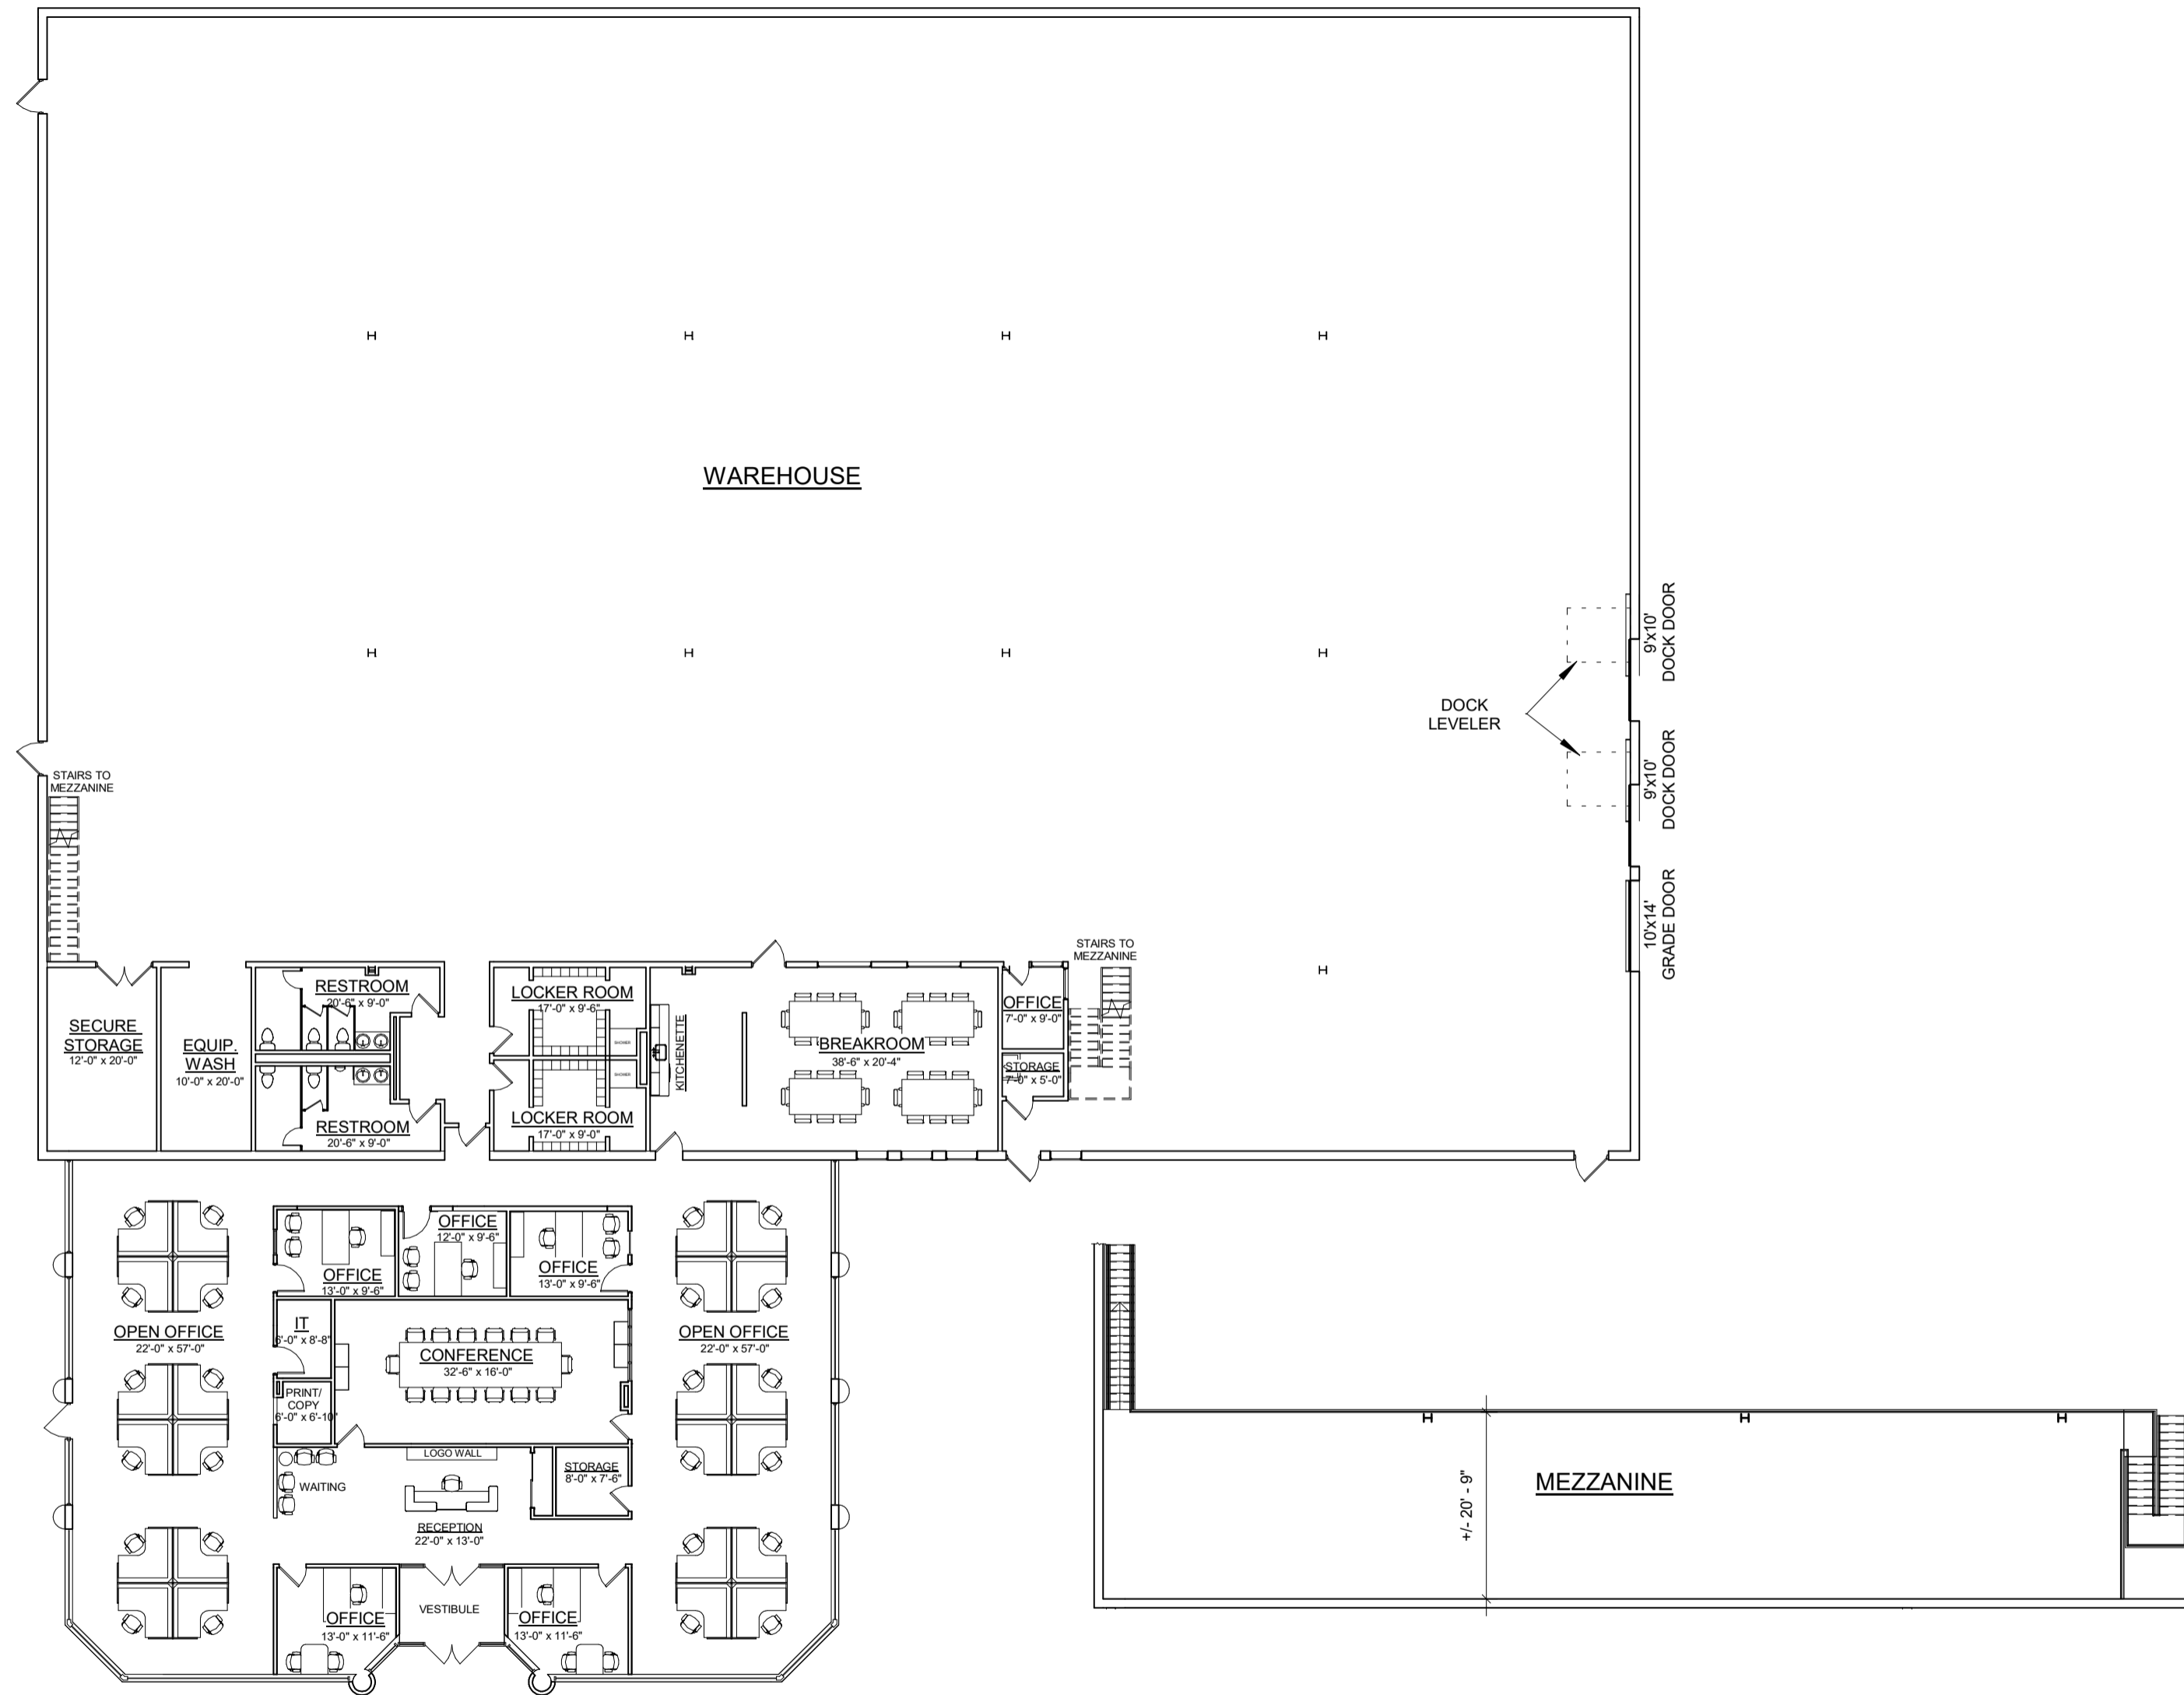 WAREHOUSE
9'x10'
DOCK DOOR
DOCK
LEVELER
9'x10'
DOCK DOOR
10'x14'
GRADE DOOR
STAIRS TO
MEZZANINE
STAIRS TO
MEZZANINE
SECURE
STORAGE
12'-0" x 20'-0"
EQUIP.
WASH
10'-0" x 20'-0"
RESTROOM
20'-6" x 9'-0"
RESTROOM
20'-6" x 9'-0"
LOCKER ROOM
17'-0" x 9'-6"
SHOWER
SHOWER
LOCKER ROOM
17'-0" x 9'-0"
KITCHENETTE
BREAKROOM
38'-6" x 20'-4"
OFFICE
7'-0" x 9'-0"
STORAGE
7'-0" x 5'-0"
OFFICE
13'-0" x 9'-6"
OFFICE
12'-0" x 9'-6"
OFFICE
13'-0" x 9'-6"
OPEN OFFICE
22'-0" x 57'-0"
IT
6'-0" x 8'-8"
CONFERENCE
32'-6" x 16'-0"
OPEN OFFICE
22'-0" x 57'-0"
PRINT/
COPY
6'-0" x 6'-10"
LOGO WALL
WAITING
STORAGE
8'-0" x 7'-6"
RECEPTION
22'-0" x 13'-0"
OFFICE
13'-0" x 11'-6"
VESTIBULE
OFFICE
13'-0" x 11'-6"
MEZZANINE
+/- 20' - 9"